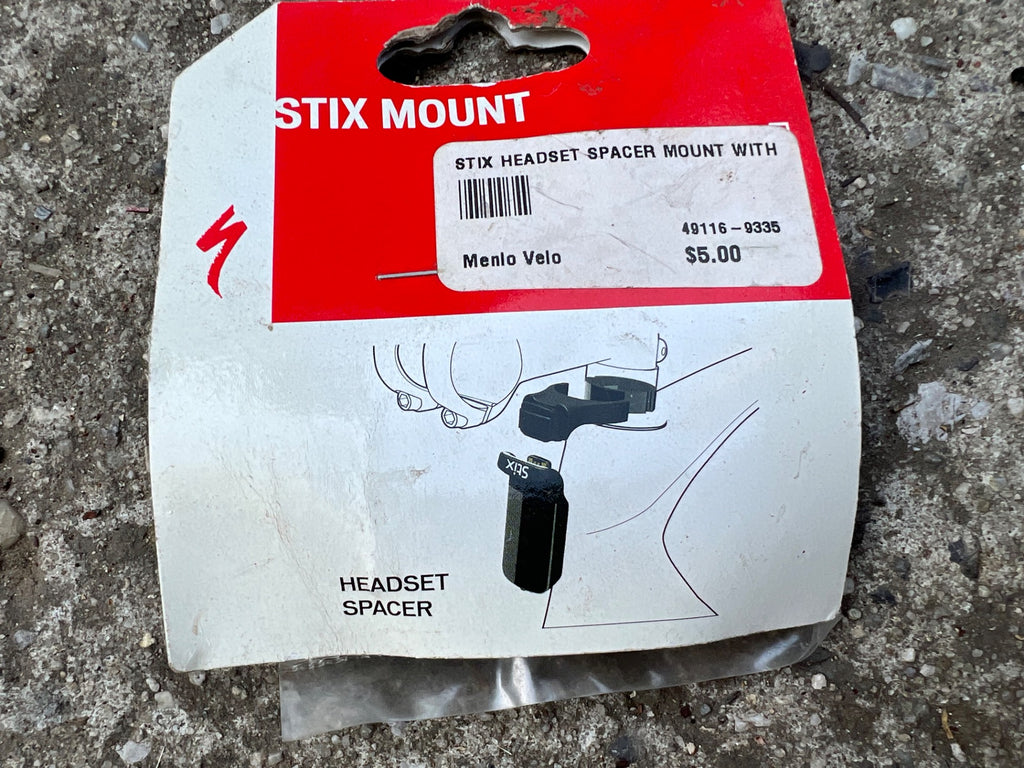 STIX MOUNT
STIX HEADSET SPACER MOUNT WITH
49116-9335
Menlo Velo
$5.00
Stix
HEADSET
SPACER